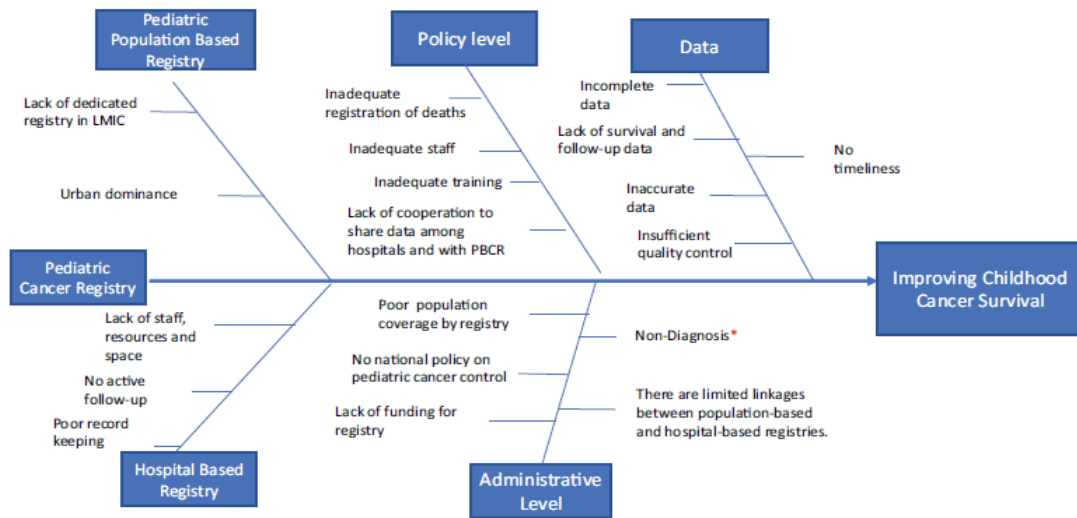 Pediatric
Population Based
Registry
Policy level
Data
Lack of dedicated
registry in LMIC
Urban dominance
Inadequate
registration of deaths
Inadequate staff
Inadequate training
Lack of cooperation to
share data among
hospitals and with PBCR
Incomplete
data
Lack of survival and
follow-up data
No
timeliness
Inaccurate
data
Insufficient
quality control
Pediatric
Cancer Registry
Improving Childhood
Cancer Survival
Lack of staff,
resources and
space
No active
follow-up
Poor record
keeping
Hospital Based
Registry
Poor population
coverage by registry
Non-Diagnosis*
No national policy on
pediatric cancer control
Lack of funding for
registry
There are limited linkages
between population-based
and hospital-based registries.
Administrative
Level